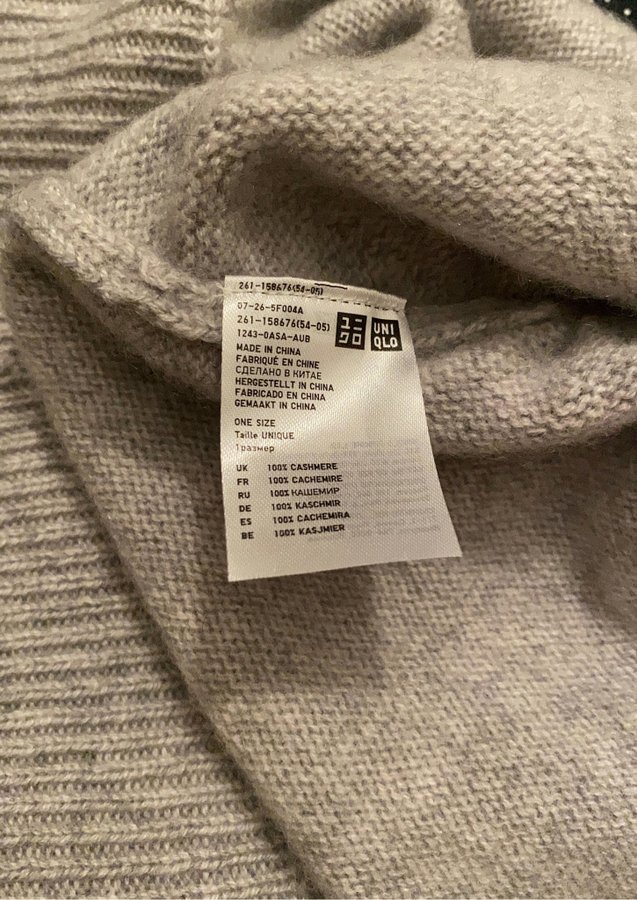 261-158676(54-05)
07-26-5F004A
261-158676(54-05)
1243-0ASA-AUB
ユニ
クロ
UNI
QLO
MADE IN CHINA
FABRIQUÉ EN CHINE
СДЕЛАНО В КИТАЕ
HERGESTELLT IN CHINA
FABRICADO EN CHINA
GEMAAKT IN CHINA
ONE SIZE
Taille UNIQUE
1размер
UK 100% CASHMERE
FR 100% CACHEMIRE
RU 100% КАШЕМИР
DE 100% KASCHMIR
ES 100% CACHEMIRA
BE 100% KASJMIER